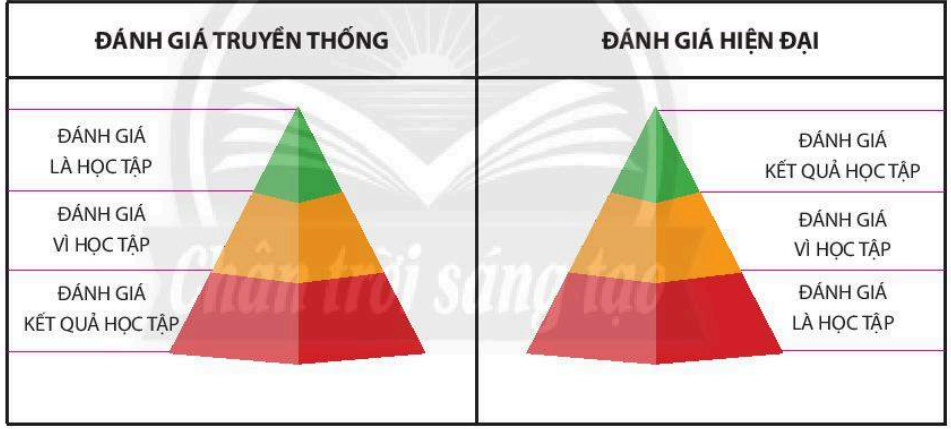 ĐÁNH GIÁ TRUYỀN THỐNG
ĐÁNH GIÁ HIỆN ĐẠI
ĐÁNH GIÁ
LÀ HỌC TẬP
ĐÁNH GIÁ
VÌ HỌC TẬP
ĐÁNH GIÁ
KẾT QUẢ HỌC TẬP
ĐÁNH GIÁ
KẾT QUẢ HỌC TẬP
ĐÁNH GIÁ
VÌ HỌC TẬP
ĐÁNH GIÁ
LÀ HỌC TẬP
Chân trời sáng tạo